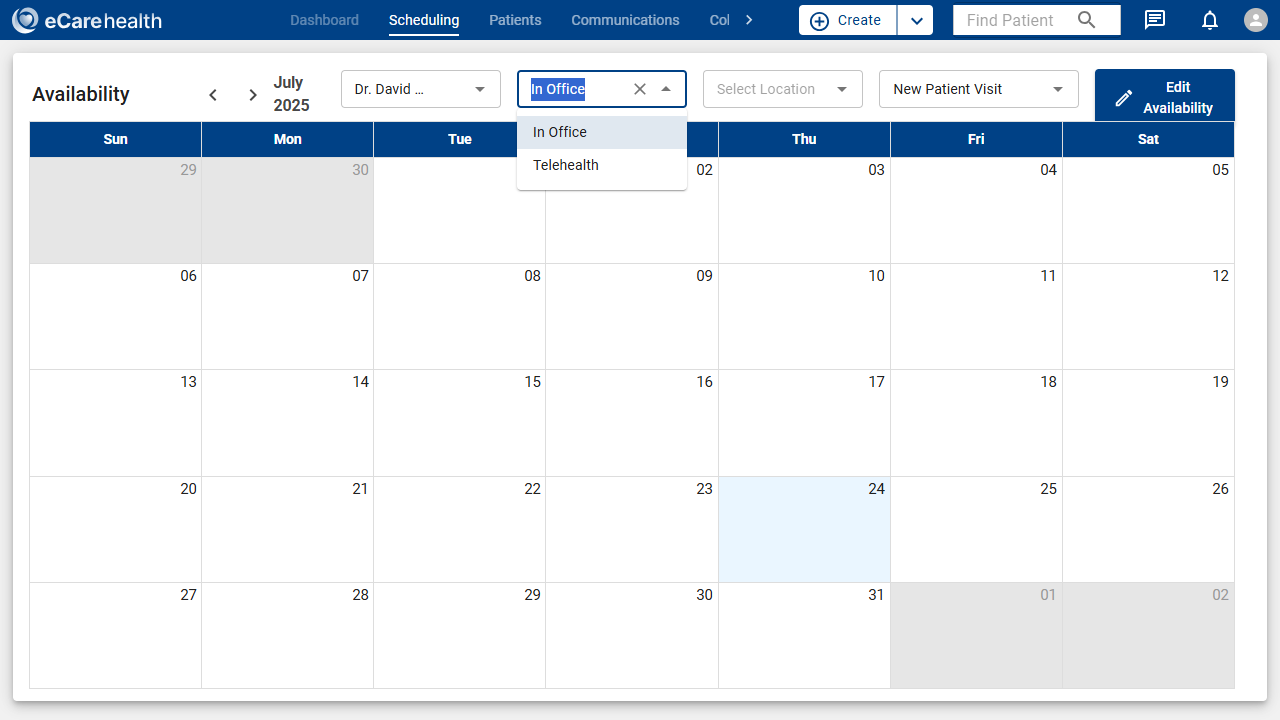 eCarehealth
Dashboard
Scheduling
Patients
Communications
Col
Create
Find Patient
Availability
July
2025
Dr. David ...
In Office
Select Location
New Patient Visit
Edit
Availability
In Office
Telehealth
Sun Mon Tue Thu Fri Sat
29 30 02 03 04 05
06 07 08 09 10 11 12
13 14 15 16 17 18 19
20 21 22 23 24 25 26
27 28 29 30 31 01 02